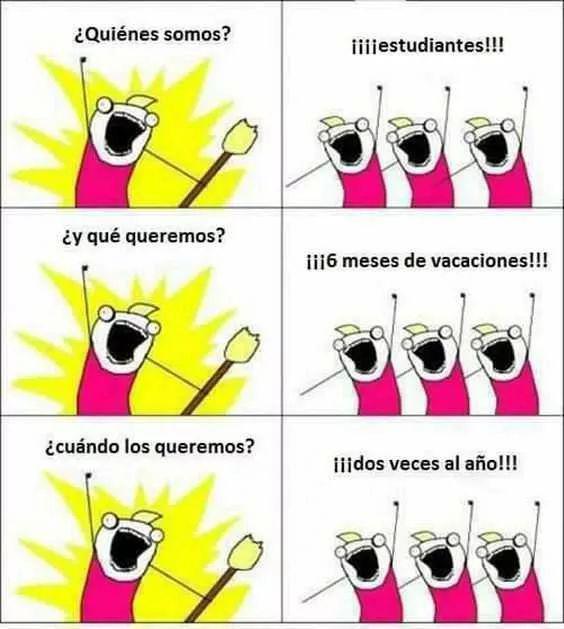 ¿Quiénes somos?
¡¡¡¡estudiantes!!!
¿y qué queremos?
¡¡¡6 meses de vacaciones!!!
¿cuándo los queremos?
¡¡¡dos veces al año!!!